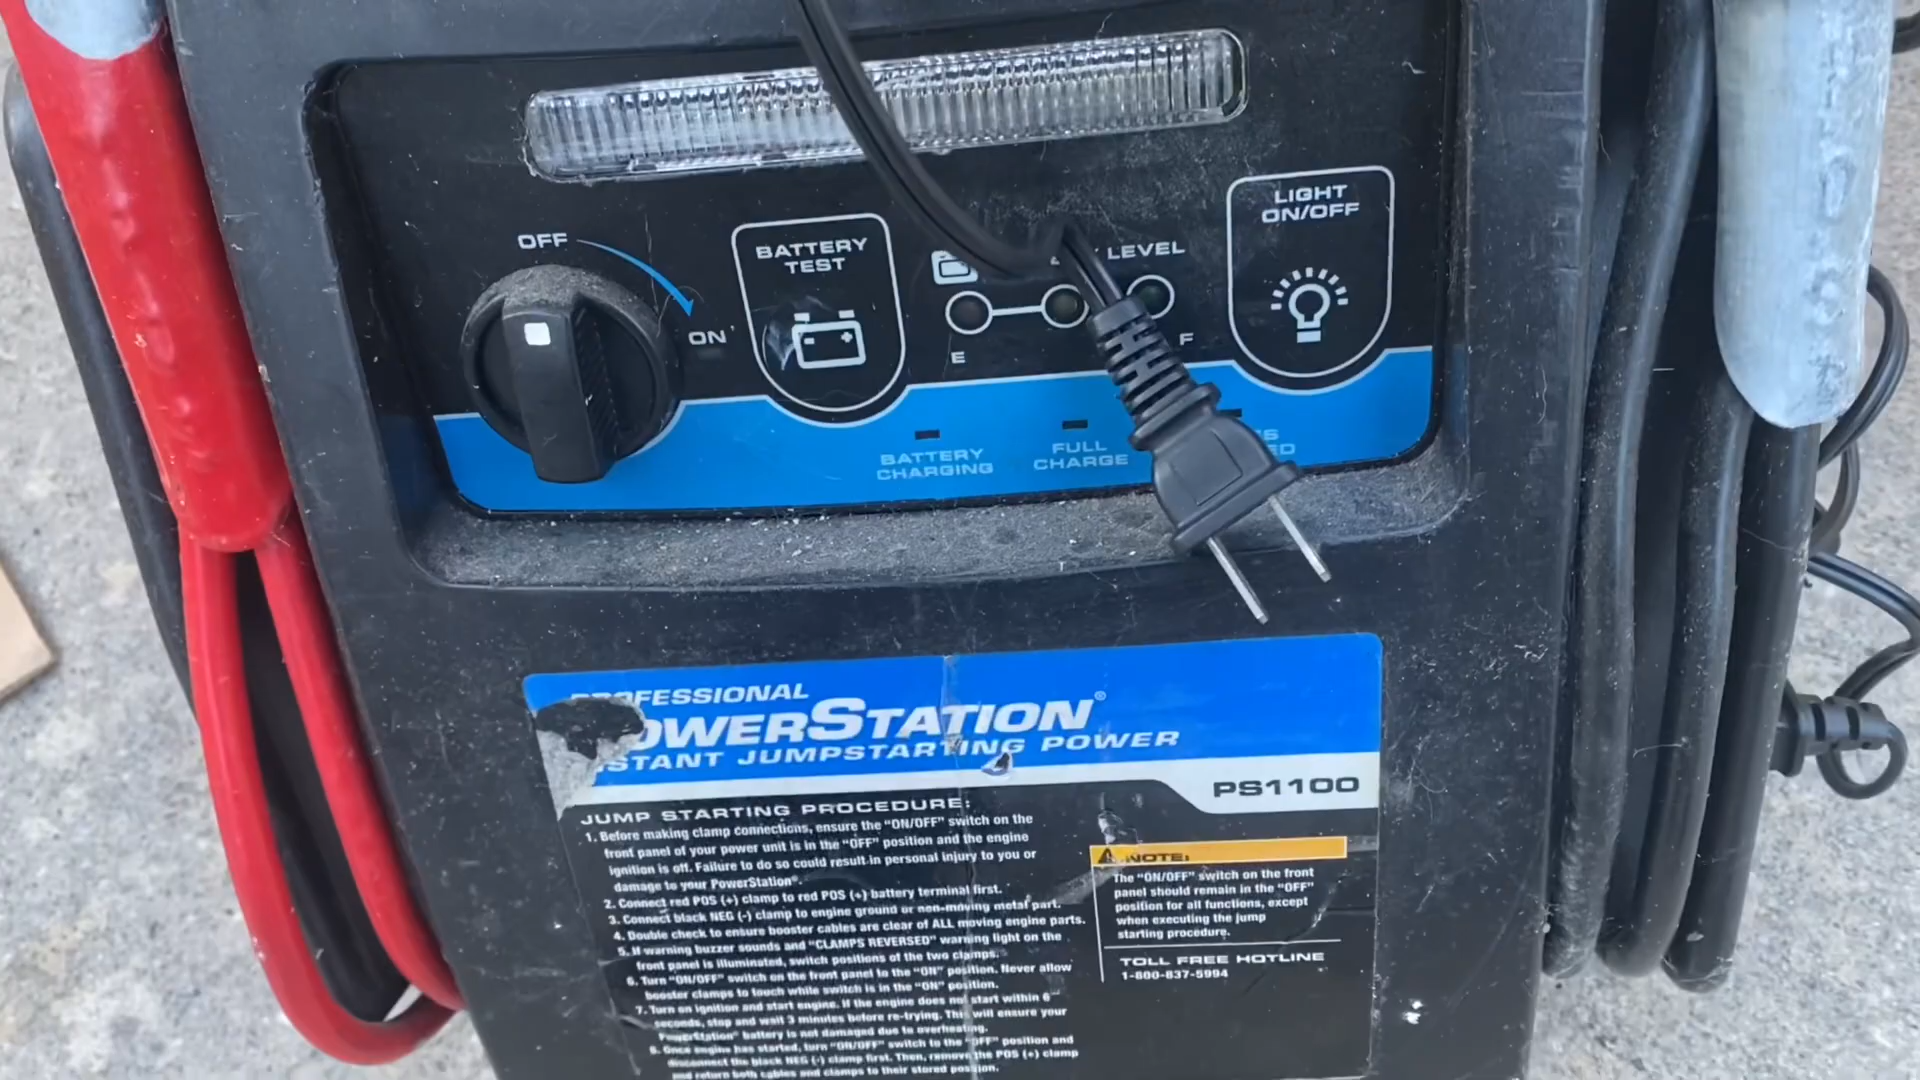 LIGHT
ON/OFF
OFF
ON
BATTERY
TEST
LEVEL
E
F
BATTERY
CHARGING
FULL
CHARGE
PROFESSIONAL
POWERSTATION®
INSTANT JUMPSTARTING POWER
PS1100
JUMP STARTING PROCEDURE:
1. Before making clamp connections, ensure the "ON/OFF" switch on the
front panel of your power unit is in the "OFF" position and the engine
ignition is off. Failure to do so could result in personal injury to you or
damage to your PowerStation®.
2. Connect red POS (+) clamp to red POS (+) battery terminal first.
3. Connect black NEG (-) clamp to engine ground or non-moving metal part.
4. Double check to ensure booster cables are clear of ALL moving engine parts.
5. If warning buzzer sounds and "CLAMPS REVERSED" warning light on the
front panel is illuminated, switch positions of the two clamps.
6. Turn "ON/OFF" switch on the front panel to the "ON" position. Never allow
booster clamps to touch while switch is in the "ON" position.
7. Turn on ignition and start engine. If the engine does not start within 6
seconds, stop and wait 3 minutes before re-trying. This will ensure your
PowerStation® battery is not damaged due to overheating.
8. Once engine has started, turn "ON/OFF" switch to the "OFF" position and
disconnect the black NEG (-) clamp first. Then, remove the POS (+) clamp
and return both cables and clamps to their stored position.
NOTE:
The "ON/OFF" switch on the front
panel should remain in the "OFF"
position for all functions, except
when executing the jump
starting procedure.
TOLL FREE HOTLINE
1-800-837-5994